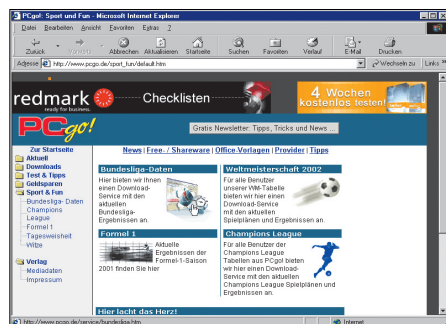 PCgo!: Sport und Fun - Microsoft Internet Explorer
Datei Bearbeiten Ansicht Favoriten Extras ?
Zurück Vorwärts Abbrechen Aktualisieren Startseite Suchen Favoriten Verlauf E-Mail Drucken
Adresse http://www.pcgo.de/sport_fun/default.htm Wechseln zu Links »
redmark
ready for business.
Checklisten
4 Wochen
kostenlos testen!
PCgo!
Gratis Newsletter: Tipps, Tricks und News ...
Zur Startseite
Aktuell
Downloads
Test & Tipps
Geldsparen
Sport & Fun
Bundesliga- Daten
Champions
League
Formel 1
Tagesweisheit
Witze
Verlag
Mediadaten
Impressum
News | Free- / Shareware | Office-Vorlagen | Provider | Tipps
Bundesliga-Daten
Hier bieten wir Ihnen
einen Download-
Service mit den
aktuellen
Bundesliga-
Ergebnissen an.
Weltmeisterschaft 2002
Für alle Benutzer
unserer WM-Tabelle
bieten wir hier einen
Download-Service
mit den aktuellen
Spielplänen und Ergebnissen an.
Formel 1
Aktuelle
Ergebnissen der
Formel-1-Saison
2001 finden Sie hier
Champions League
Für alle Benutzer der
Champions League
Tabellen aus PCgo! bieten
wir hier einen Download-
Service mit den aktuellen
Champions League Spielplänen und
Ergebnissen an.
Hier lacht das Herz!
http://www.pcgo.de/service/bundesliga.htm Internet